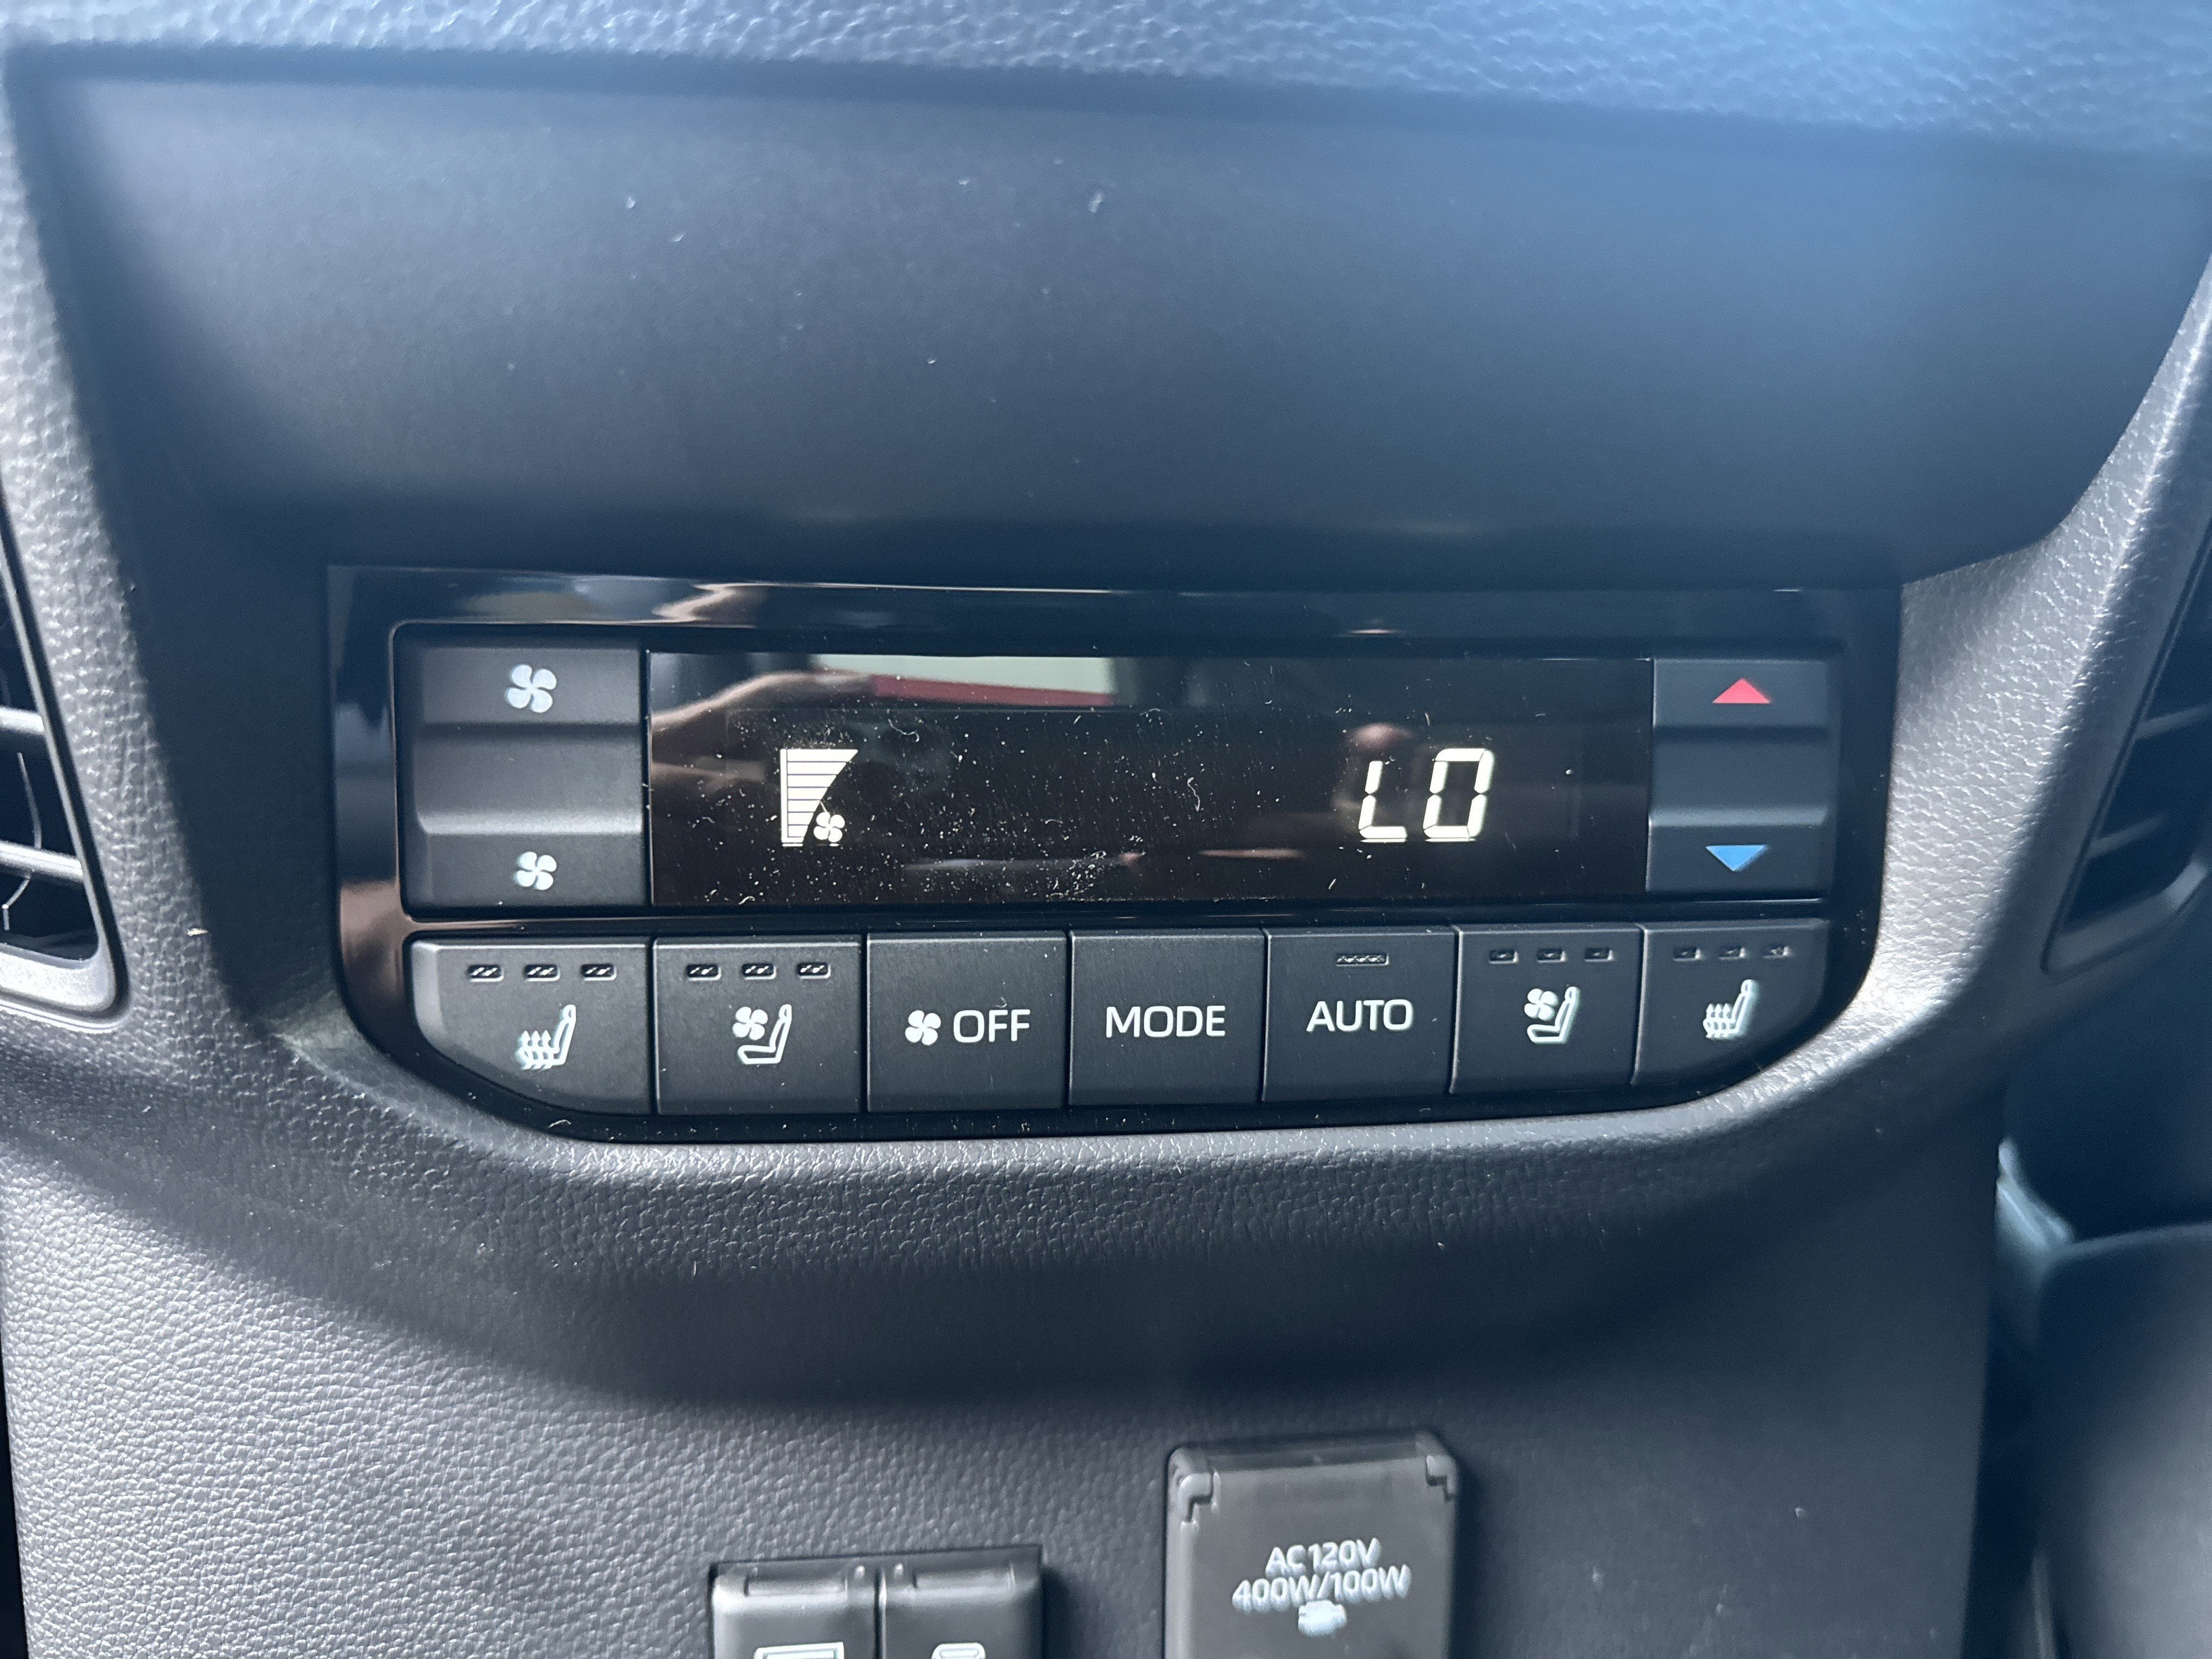 LO
OFF
MODE
AUTO
AC120V
400W/100W